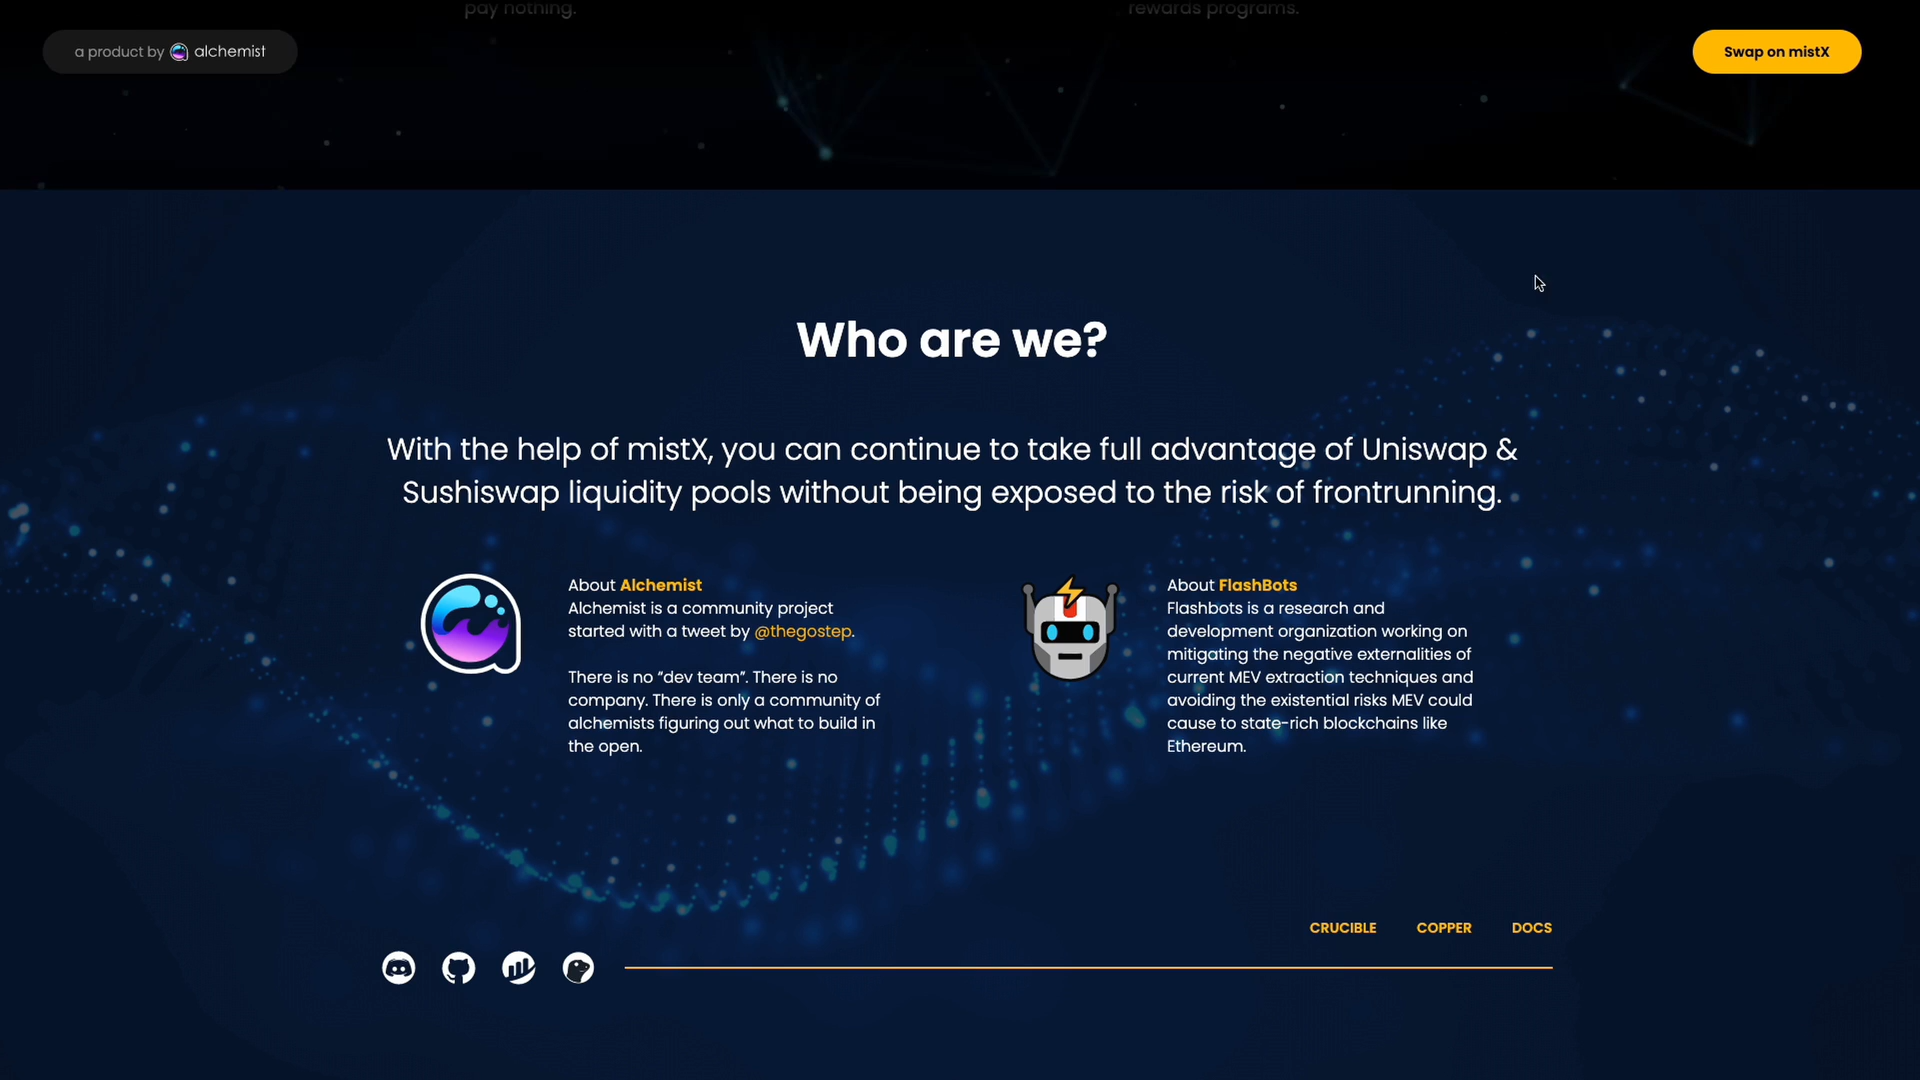 pay nothing.
rewards programs.
a product by alchemist
Swap on mistX
Who are we?
With the help of mistX, you can continue to take full advantage of Uniswap &
Sushiswap liquidity pools without being exposed to the risk of frontrunning.
About Alchemist
Alchemist is a community project
started with a tweet by @thegostep.
There is no "dev team". There is no
company. There is only a community of
alchemists figuring out what to build in
the open.
About FlashBots
Flashbots is a research and
development organization working on
mitigating the negative externalities of
current MEV extraction techniques and
avoiding the existential risks MEV could
cause to state-rich blockchains like
Ethereum.
CRUCIBLE
COPPER
DOCS